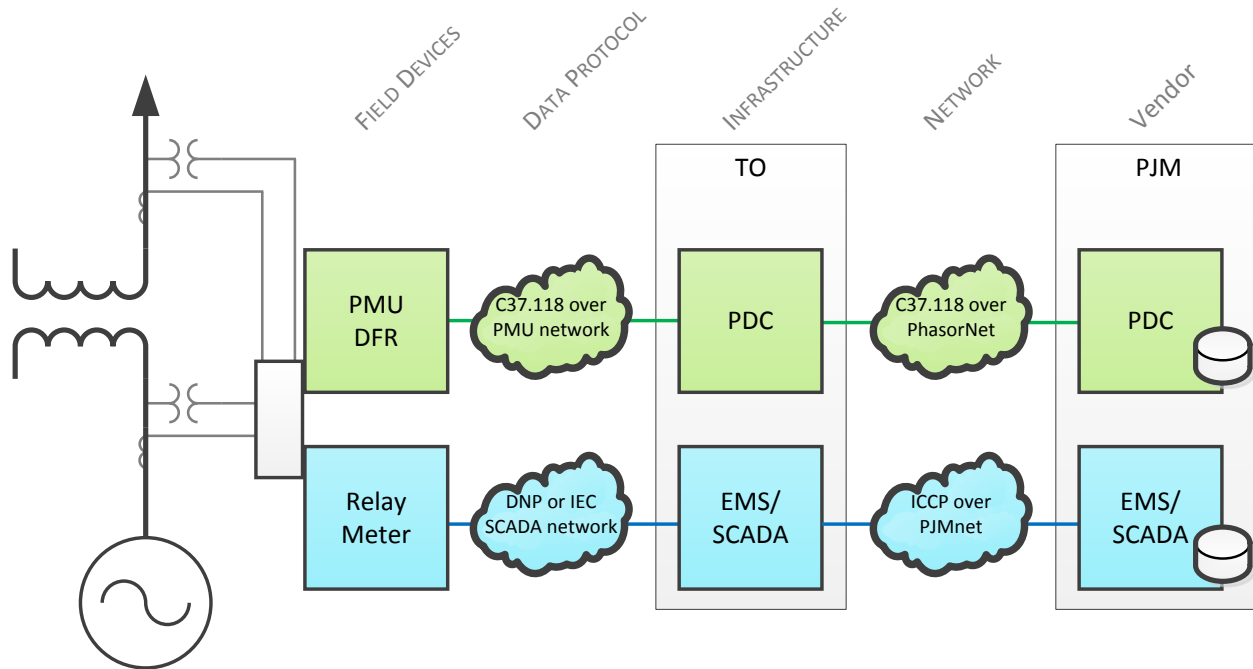 FIELD DEVICES
DATA PROTOCOL
INFRASTRUCTURE
NETWORK
Vendor
TO
PJM
PMU
DFR
C37.118 over
PMU network
PDC
C37.118 over
PhasorNet
PDC
Relay
Meter
DNP or IEC
SCADA network
EMS/
SCADA
ICCP over
PJMnet
EMS/
SCADA